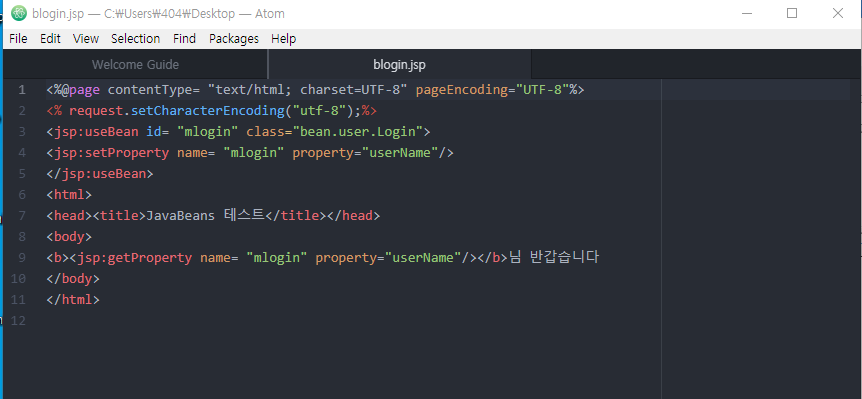 blogin.jsp — C:₩Users₩404₩Desktop — Atom
File Edit View Selection Find Packages Help
Welcome Guide blogin.jsp
1 <%@page contentType= "text/html; charset=UTF-8" pageEncoding="UTF-8"%>
2 <% request.setCharacterEncoding("utf-8");%>
3 <jsp:useBean id= "mlogin" class="bean.user.Login">
4 <jsp:setProperty name= "mlogin" property="userName"/>
5 </jsp:useBean>
6 <html>
7 <head><title>JavaBeans 테스트</title></head>
8 <body>
9 <b><jsp:getProperty name= "mlogin" property="userName"/></b>님 반갑습니다
10 </body>
11 </html>
12